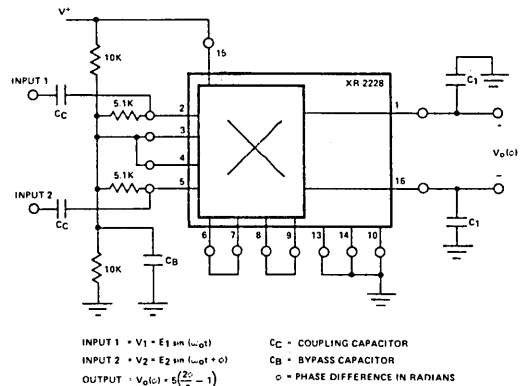 V+
10K
15
INPUT 1
CC
5.1K
2
3
4
5
XR 2228
1
C1
+
Vo(φ)
-
16
C1
5.1K
INPUT 2
CC
6
7
8
9
13
14
10
10K
CB
INPUT 1 = V1 = E1 sin (ωot)
INPUT 2 = V2 = E2 sin (ωot + φ)
OUTPUT = Vo(φ) = 5(2φ/ - 1)
CC = COUPLING CAPACITOR
CB = BYPASS CAPACITOR
φ = PHASE DIFFERENCE IN RADIANS